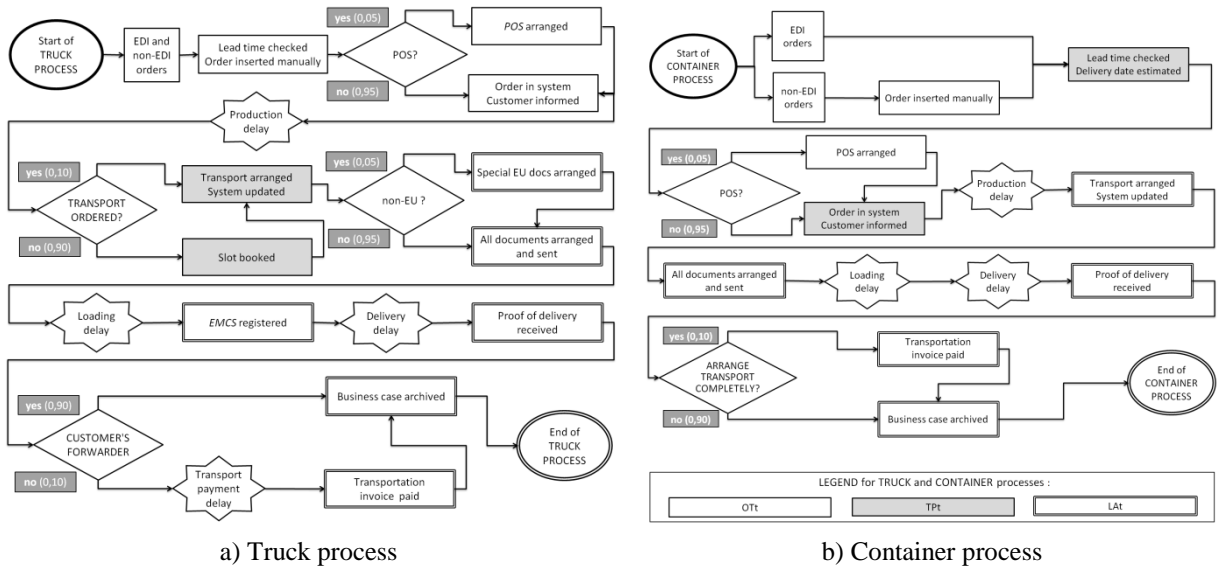 Start of
TRUCK
PROCESS
EDI and
non-EDI
orders
Lead time checked
Order inserted manually
yes (0,05)
POS?
no (0,95)
POS arranged
Order in system
Customer informed
Production
delay
yes (0,10)
TRANSPORT
ORDERED?
no (0,90)
Transport arranged
System updated
Slot booked
yes (0,05)
non-EU ?
no (0,95)
Special EU docs arranged
All documents arranged
and sent
Loading
delay
EMCS registered
Delivery
delay
Proof of delivery
received
yes (0,90)
CUSTOMER'S
FORWARDER
no (0,10)
Business case archived
Transport
payment
delay
Transportation
invoice paid
End of
TRUCK
PROCESS
a) Truck process
Start of
CONTAINER
PROCESS
EDI
orders
non-EDI
orders
Order inserted manually
Lead time checked
Delivery date estimated
yes (0,05)
POS?
no (0,95)
POS arranged
Order in system
Customer informed
Production
delay
Transport arranged
System updated
All documents arranged
and sent
Loading
delay
Delivery
delay
Proof of delivery
received
yes (0,10)
ARRANGE
TRANSPORT
COMPLETELY?
no (0,90)
Transportation
invoice paid
Business case archived
End of
CONTAINER
PROCESS
LEGEND for TRUCK and CONTAINER processes :
OTt
TPt
LAt
b) Container process